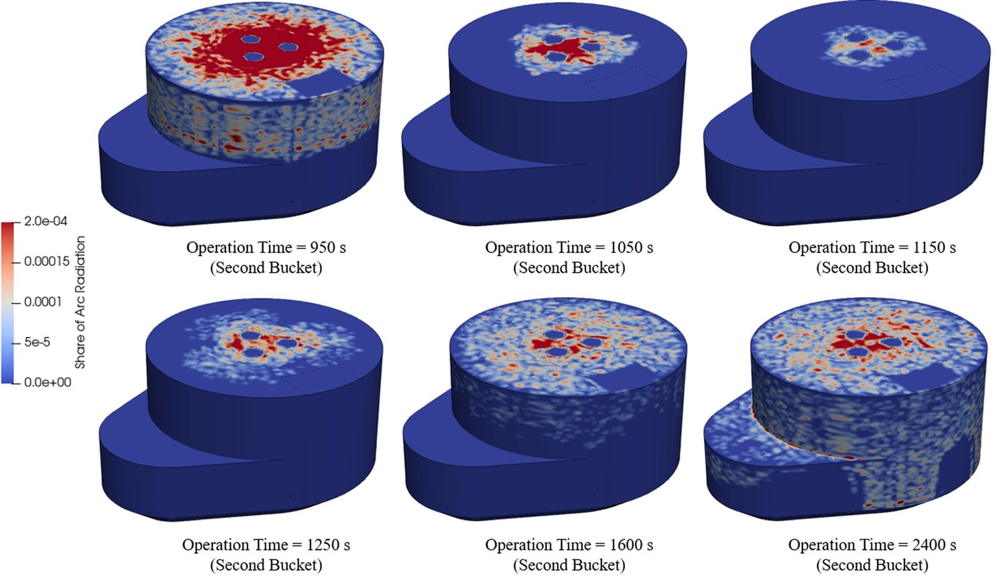 Operation Time = 950 s
(Second Bucket)
Operation Time = 1050 s
(Second Bucket)
Operation Time = 1150 s
(Second Bucket)
2.0e-04
0.00015
0.0001
5e-5
0.0e+00
Share of Arc Radiation
Operation Time = 1250 s
(Second Bucket)
Operation Time = 1600 s
(Second Bucket)
Operation Time = 2400 s
(Second Bucket)